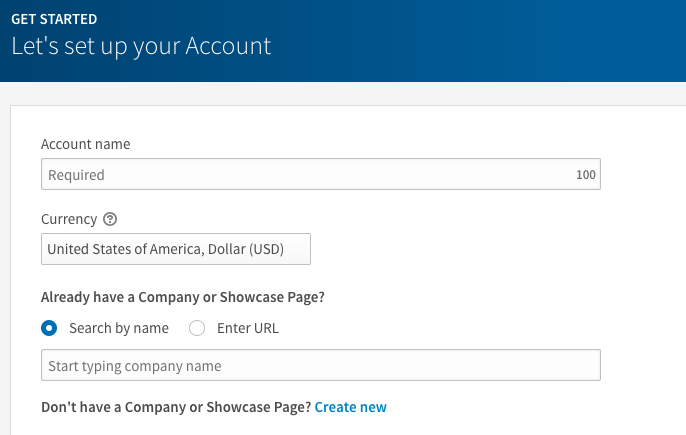 GET STARTED
Let's set up your Account
Account name
Required 100
Currency ?
United States of America, Dollar (USD)
Already have a Company or Showcase Page?
Search by name Enter URL
Start typing company name
Don't have a Company or Showcase Page? Create new